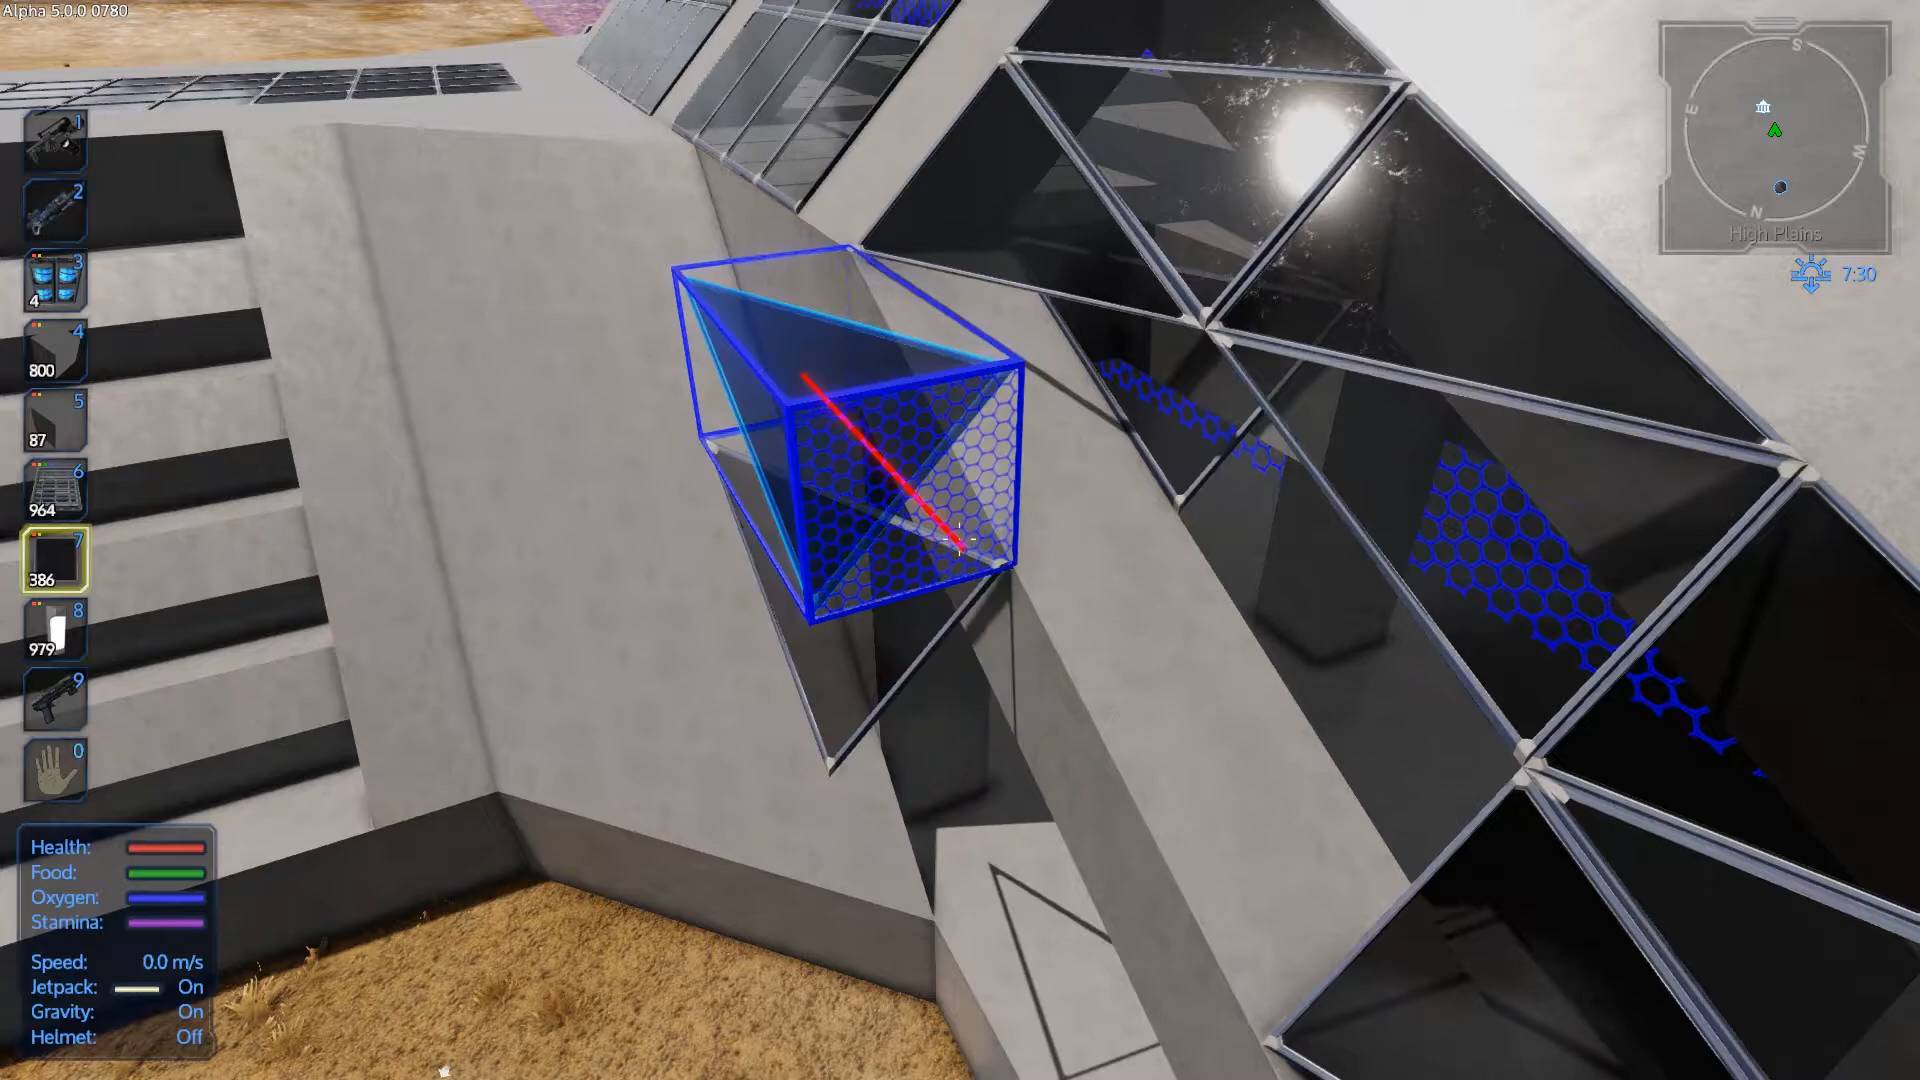 Alpha 5.0.0 0780
S
E
W
N
High Plains
7:30
1
2
3
4
4
800
5
87
6
964
7
386
8
979
9
0
Health:
Food:
Oxygen:
Stamina:
Speed: 0.0 m/s
Jetpack: On
Gravity: On
Helmet: Off